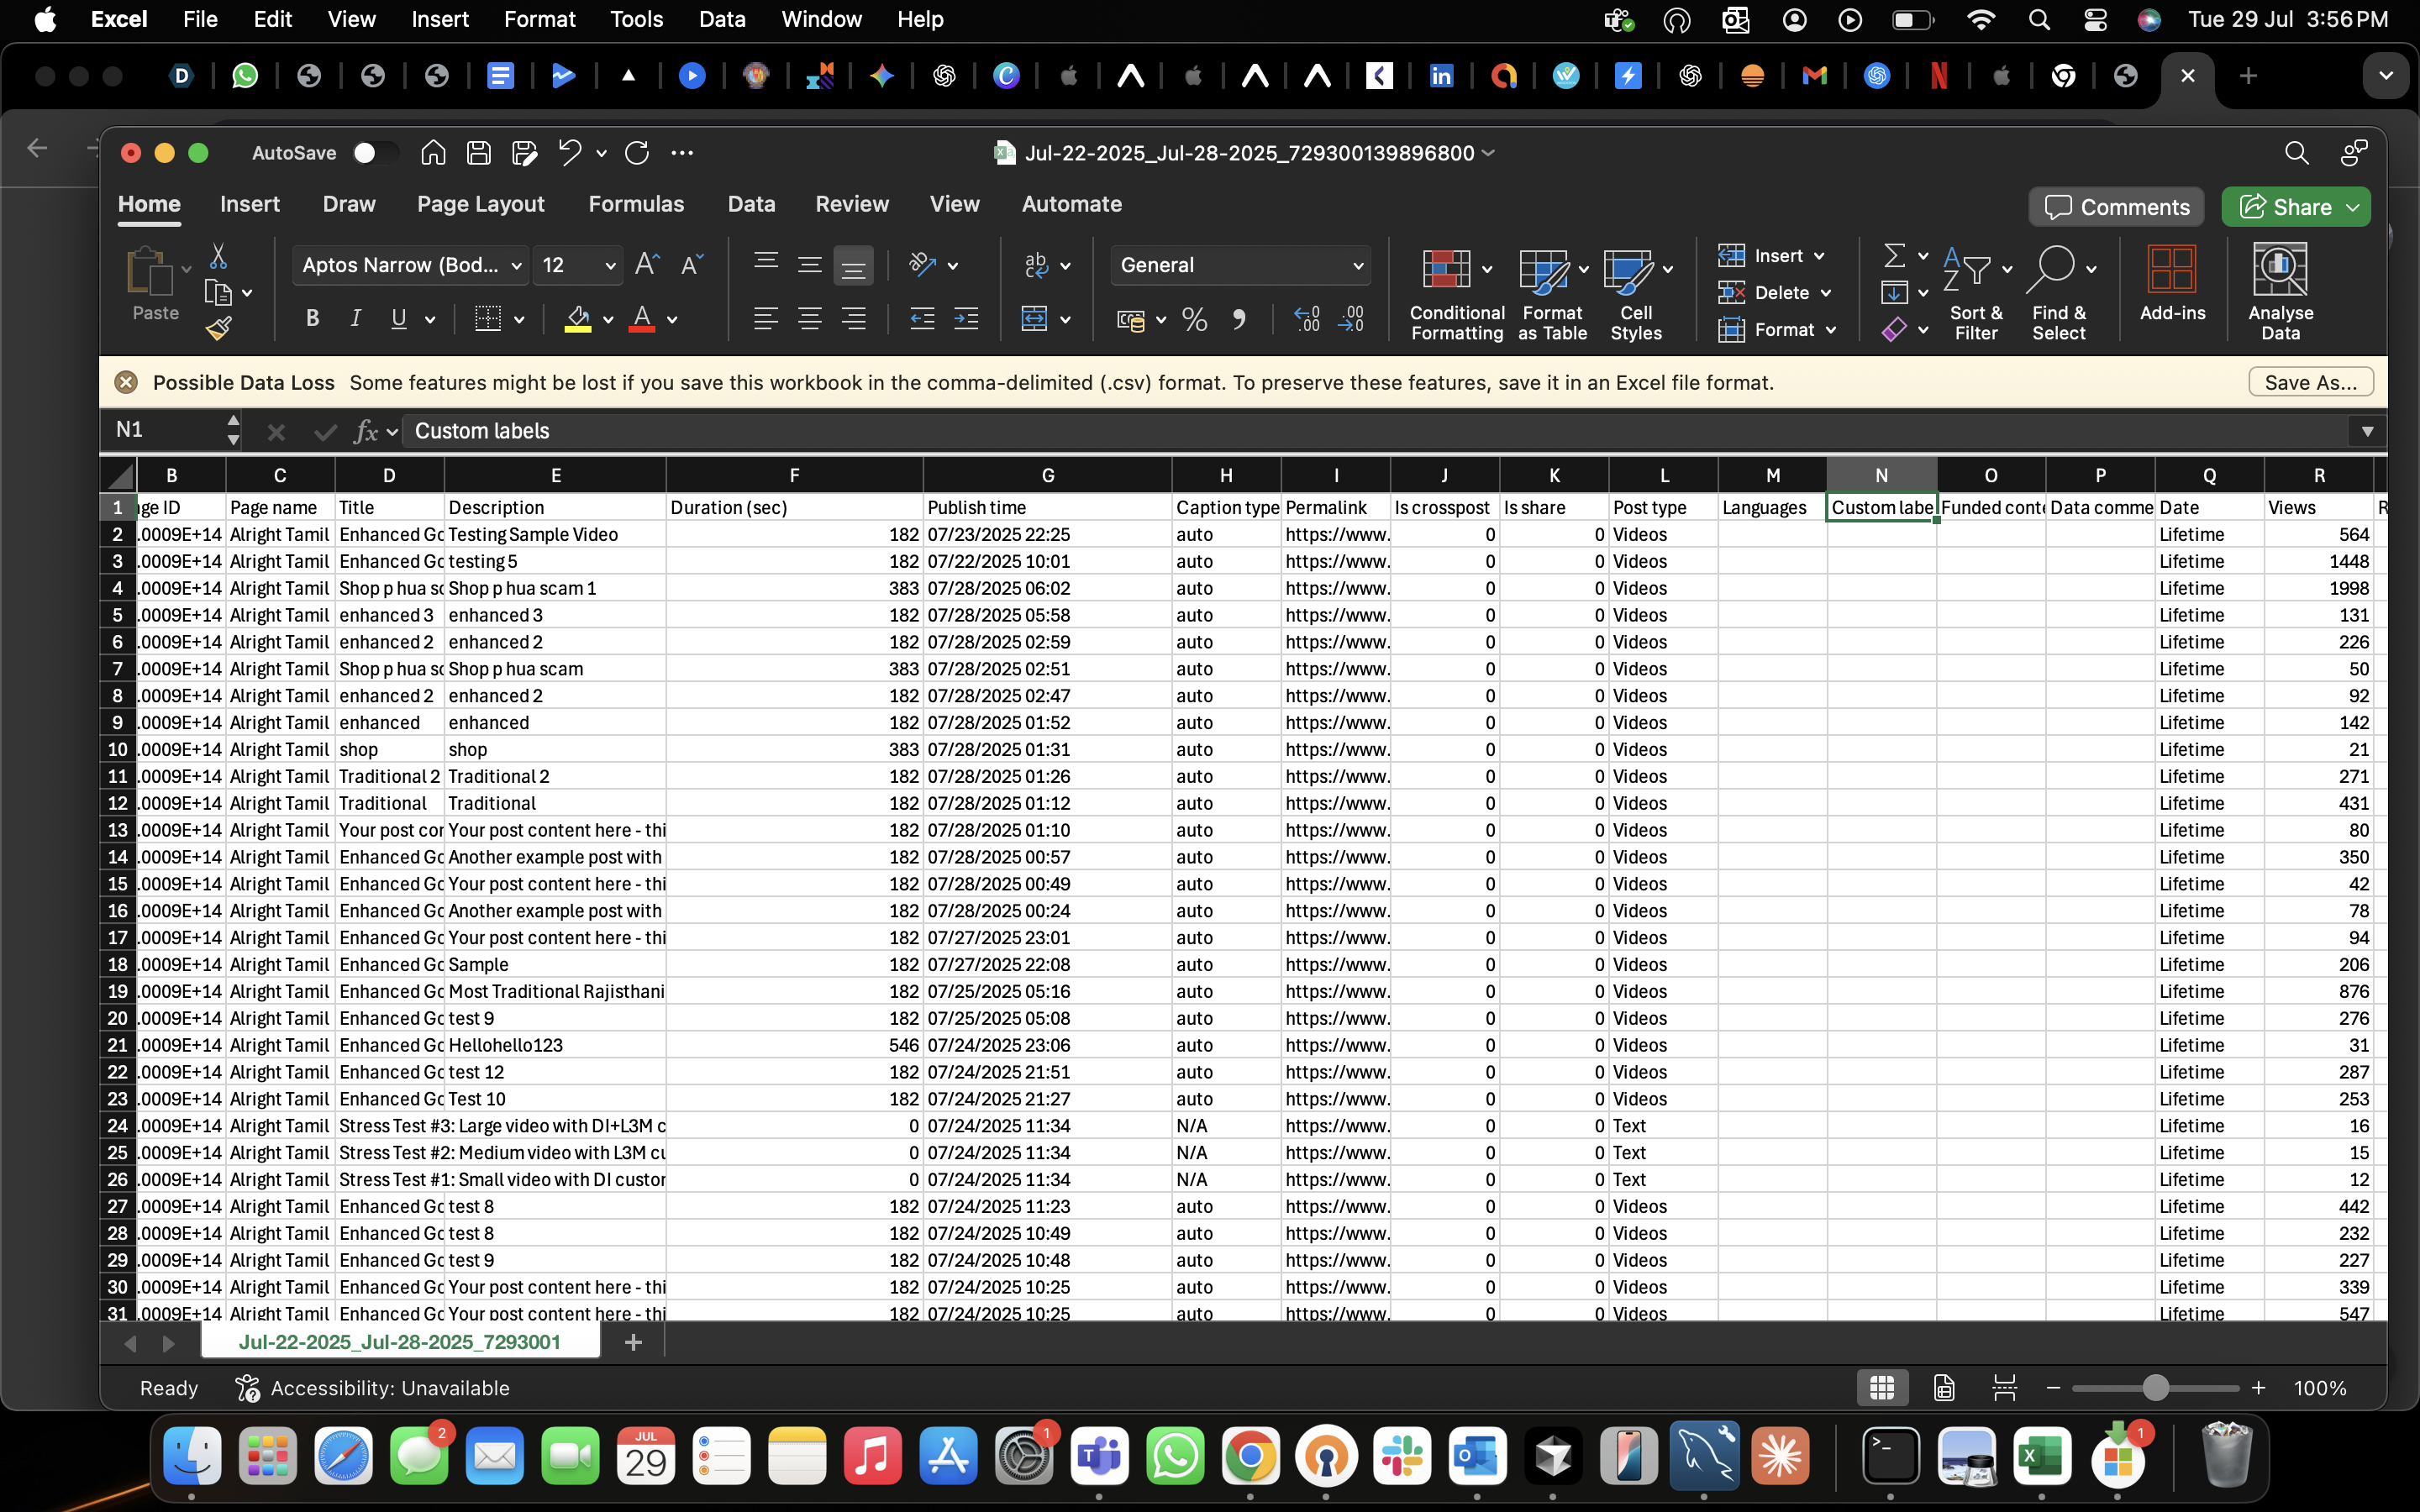 Excel File Edit View Insert Format Tools Data Window Help Tue 29 Jul 3:56 PM
AutoSave Jul-22-2025_Jul-28-2025_729300139896800
Home Insert Draw Page Layout Formulas Data Review View Automate Comments Share
Paste Aptos Narrow (Bod... 12 General
Conditional Formatting Format as Table Cell Styles
Insert Delete Format
Sort & Filter Find & Select Add-ins Analyse Data
Possible Data Loss Some features might be lost if you save this workbook in the comma-delimited (.csv) format. To preserve these features, save it in an Excel file format. Save As...
N1 fx Custom labels
B C D E F G H I J K L M N O P Q R
1 ge ID Page name Title Description Duration (sec) Publish time Caption type Permalink Is crosspost Is share Post type Languages Custom labe Funded conte Data comme Date Views R
2 .0009E+14 Alright Tamil Enhanced Go Testing Sample Video 182 07/23/2025 22:25 auto https://www. 0 0 Videos Lifetime 564
3 .0009E+14 Alright Tamil Enhanced Go testing 5 182 07/22/2025 10:01 auto https://www. 0 0 Videos Lifetime 1448
4 .0009E+14 Alright Tamil Shop p hua sc Shop p hua scam 1 383 07/28/2025 06:02 auto https://www. 0 0 Videos Lifetime 1998
5 .0009E+14 Alright Tamil enhanced 3 enhanced 3 182 07/28/2025 05:58 auto https://www. 0 0 Videos Lifetime 131
6 .0009E+14 Alright Tamil enhanced 2 enhanced 2 182 07/28/2025 02:59 auto https://www. 0 0 Videos Lifetime 226
7 .0009E+14 Alright Tamil Shop p hua sc Shop p hua scam 383 07/28/2025 02:51 auto https://www. 0 0 Videos Lifetime 50
8 .0009E+14 Alright Tamil enhanced 2 enhanced 2 182 07/28/2025 02:47 auto https://www. 0 0 Videos Lifetime 92
9 .0009E+14 Alright Tamil enhanced enhanced 182 07/28/2025 01:52 auto https://www. 0 0 Videos Lifetime 142
10 .0009E+14 Alright Tamil shop shop 383 07/28/2025 01:31 auto https://www. 0 0 Videos Lifetime 21
11 .0009E+14 Alright Tamil Traditional 2 Traditional 2 182 07/28/2025 01:26 auto https://www. 0 0 Videos Lifetime 271
12 .0009E+14 Alright Tamil Traditional Traditional 182 07/28/2025 01:12 auto https://www. 0 0 Videos Lifetime 431
13 .0009E+14 Alright Tamil Your post cor Your post content here - thi 182 07/28/2025 01:10 auto https://www. 0 0 Videos Lifetime 80
14 .0009E+14 Alright Tamil Enhanced Go Another example post with 182 07/28/2025 00:57 auto https://www. 0 0 Videos Lifetime 350
15 .0009E+14 Alright Tamil Enhanced Go Your post content here - thi 182 07/28/2025 00:49 auto https://www. 0 0 Videos Lifetime 42
16 .0009E+14 Alright Tamil Enhanced Go Another example post with 182 07/28/2025 00:24 auto https://www. 0 0 Videos Lifetime 78
17 .0009E+14 Alright Tamil Enhanced Go Your post content here - thi 182 07/27/2025 23:01 auto https://www. 0 0 Videos Lifetime 94
18 .0009E+14 Alright Tamil Enhanced Go Sample 182 07/27/2025 22:08 auto https://www. 0 0 Videos Lifetime 206
19 .0009E+14 Alright Tamil Enhanced Go Most Traditional Rajisthani 182 07/25/2025 05:16 auto https://www. 0 0 Videos Lifetime 876
20 .0009E+14 Alright Tamil Enhanced Go test 9 182 07/25/2025 05:08 auto https://www. 0 0 Videos Lifetime 276
21 .0009E+14 Alright Tamil Enhanced Go Hellohello123 546 07/24/2025 23:06 auto https://www. 0 0 Videos Lifetime 31
22 .0009E+14 Alright Tamil Enhanced Go test 12 182 07/24/2025 21:51 auto https://www. 0 0 Videos Lifetime 287
23 .0009E+14 Alright Tamil Enhanced Go Test 10 182 07/24/2025 21:27 auto https://www. 0 0 Videos Lifetime 253
24 .0009E+14 Alright Tamil Stress Test #3: Large video with DI+L3M c 0 07/24/2025 11:34 N/A https://www. 0 0 Text Lifetime 16
25 .0009E+14 Alright Tamil Stress Test #2: Medium video with L3M cu 0 07/24/2025 11:34 N/A https://www. 0 0 Text Lifetime 15
26 .0009E+14 Alright Tamil Stress Test #1: Small video with DI custor 0 07/24/2025 11:34 N/A https://www. 0 0 Text Lifetime 12
27 .0009E+14 Alright Tamil Enhanced Go test 8 182 07/24/2025 11:23 auto https://www. 0 0 Videos Lifetime 442
28 .0009E+14 Alright Tamil Enhanced Go test 8 182 07/24/2025 10:49 auto https://www. 0 0 Videos Lifetime 232
29 .0009E+14 Alright Tamil Enhanced Go test 9 182 07/24/2025 10:48 auto https://www. 0 0 Videos Lifetime 227
30 .0009E+14 Alright Tamil Enhanced Go Your post content here - thi 182 07/24/2025 10:25 auto https://www. 0 0 Videos Lifetime 339
31 .0009E+14 Alright Tamil Enhanced Go Your post content here - thi 182 07/24/2025 10:25 auto https://www. 0 0 Videos Lifetime 547
Jul-22-2025_Jul-28-2025_7293001
Ready Accessibility: Unavailable 100%
2 JUL 29 1 1